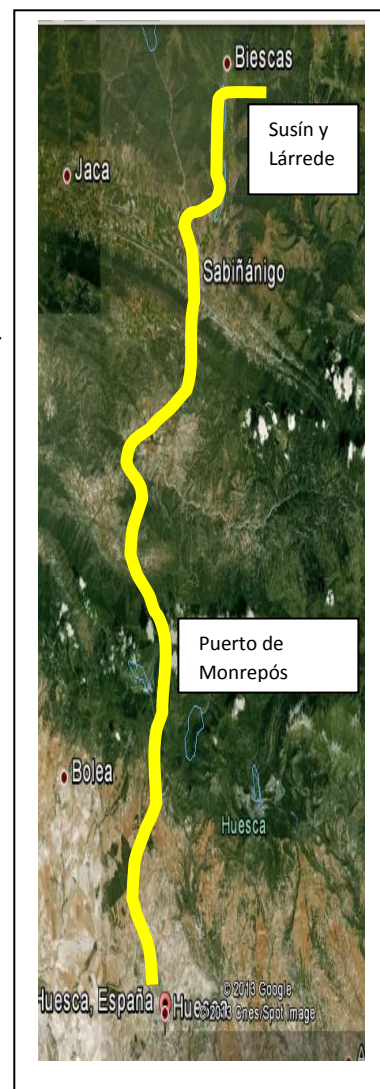 Biescas
Susín y
Lárrede
Jaca
Sabiñánigo
Puerto de
Monrepós
Bolea
Huesca
© 2013 Google
Huesca, España
Huesca
© 2013 Cnes Spot Image